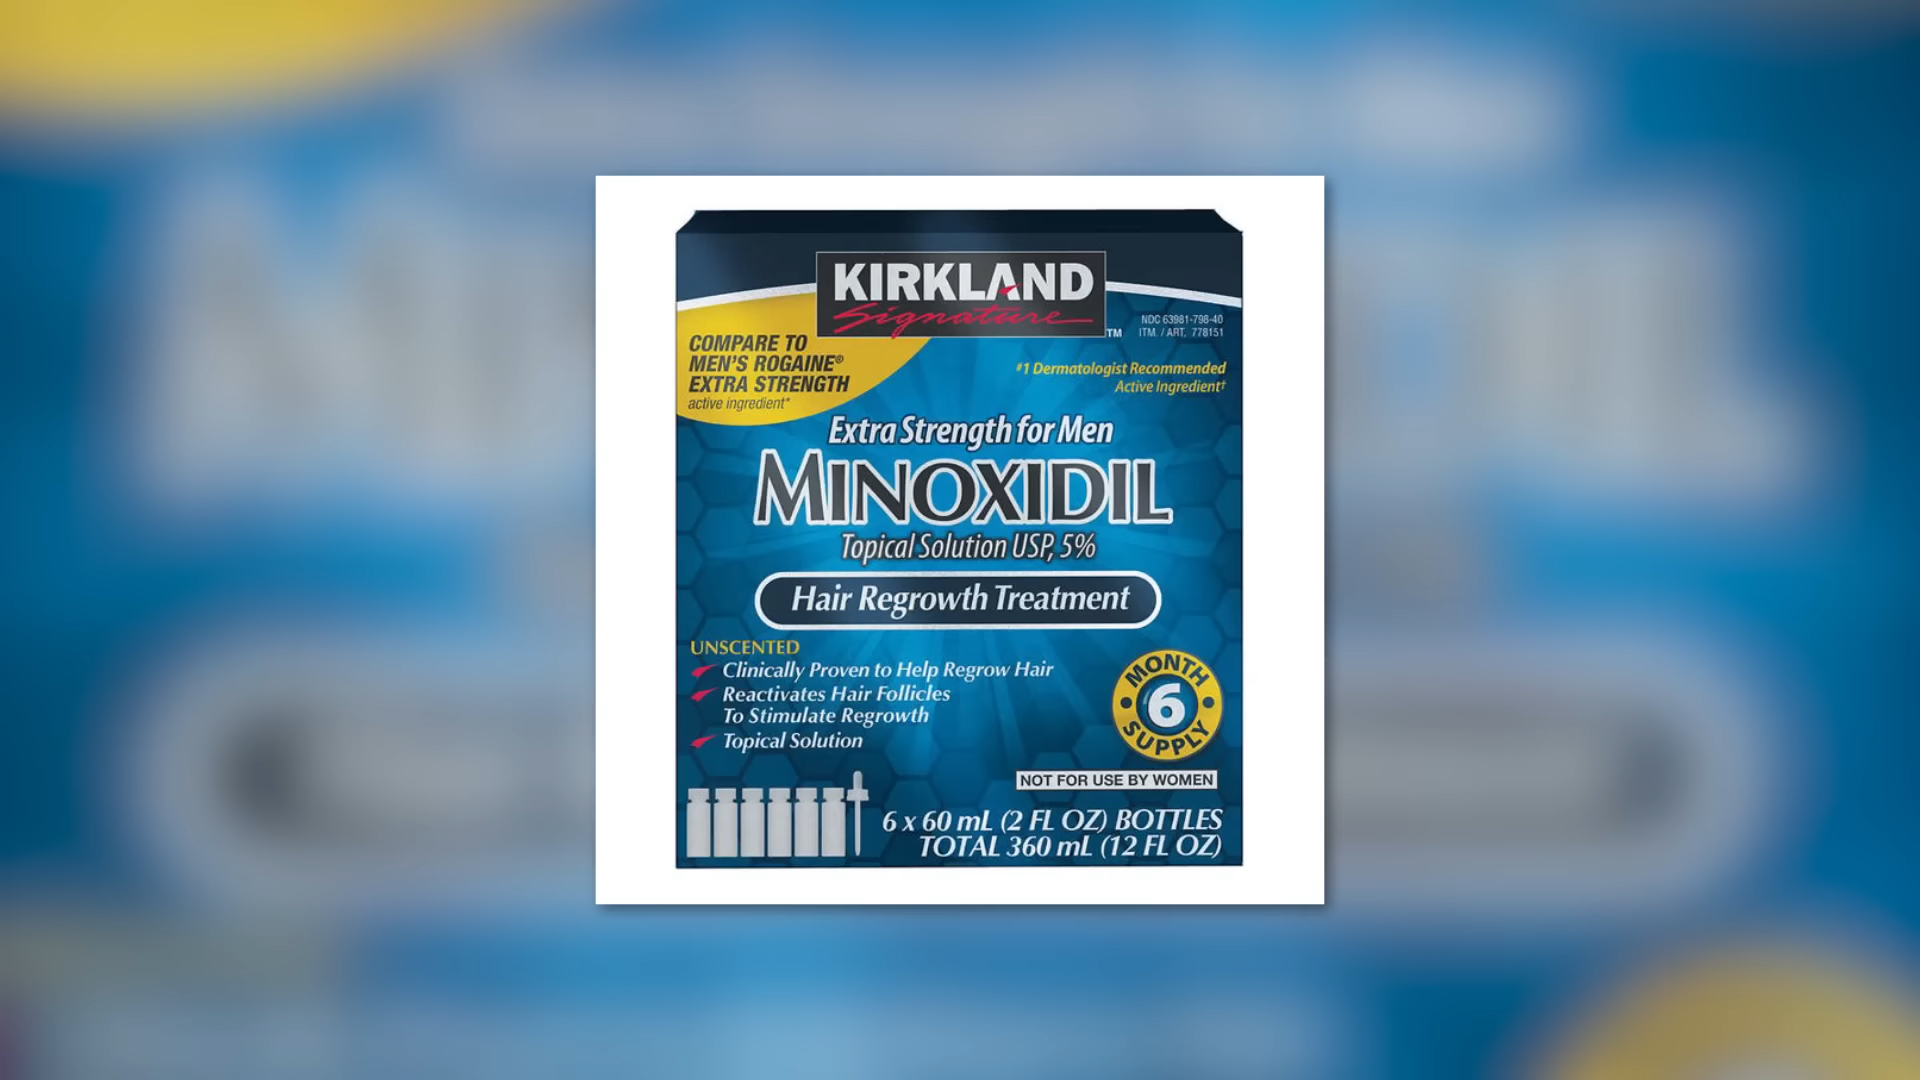 KIRKLAND
Signature™
NDC 63981-798-40
ITM. / ART. 778151
COMPARE TO
MEN'S ROGAINE®
EXTRA STRENGTH
active ingredient*
#1 Dermatologist Recommended
Active Ingredient†
Extra Strength for Men
MINOXIDIL
Topical Solution USP, 5%
Hair Regrowth Treatment
UNSCENTED
Clinically Proven to Help Regrow Hair
Reactivates Hair Follicles
To Stimulate Regrowth
Topical Solution
MONTH
6
SUPPLY
NOT FOR USE BY WOMEN
6 x 60 mL (2 FL OZ) BOTTLES
TOTAL 360 mL (12 FL OZ)